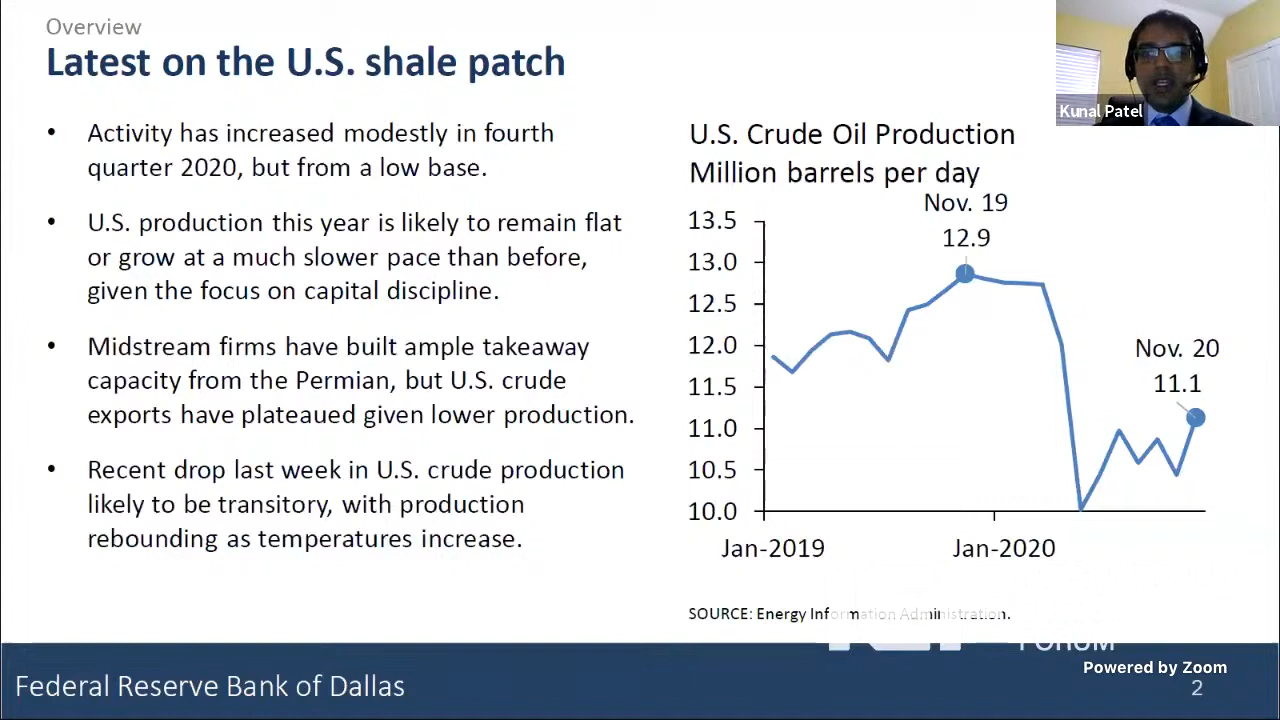 Overview
Latest on the U.S. shale patch
Kunal Patel
• Activity has increased modestly in fourth
quarter 2020, but from a low base.
• U.S. production this year is likely to remain flat
or grow at a much slower pace than before,
given the focus on capital discipline.
• Midstream firms have built ample takeaway
capacity from the Permian, but U.S. crude
exports have plateaued given lower production.
• Recent drop last week in U.S. crude production
likely to be transitory, with production
rebounding as temperatures increase.
U.S. Crude Oil Production
Million barrels per day
Nov. 19
12.9
13.5
13.0
12.5
12.0
11.5
11.0
10.5
10.0
Nov. 20
11.1
Jan-2019 Jan-2020
SOURCE: Energy Information Administration.
FORUM
Powered by Zoom
Federal Reserve Bank of Dallas
2